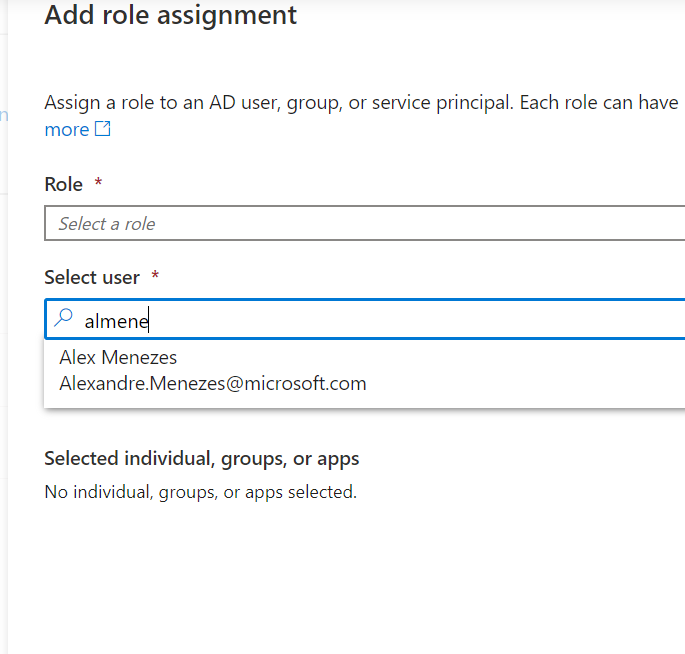 Add role assignment
Assign a role to an AD user, group, or service principal. Each role can have
more
Role *
Select a role
Select user *
almene
Alex Menezes
Alexandre.Menezes@microsoft.com
Selected individual, groups, or apps
No individual, groups, or apps selected.